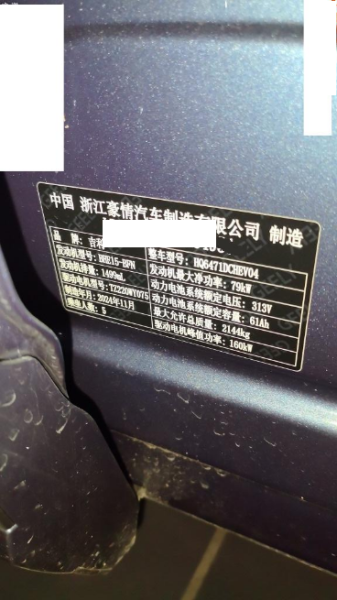 中国 浙江豪情汽车制造有限公司 制造
品 牌: 吉利
整车型号: HQ6471DCHEV04
发动机型号: BHE15-BFN
发动机最大净功率: 79kW
发动机排量: 1499mL
动力电池系统额定电压: 313V
驱动电机型号: TZ220XY075
动力电池系统额定容量: 61Ah
制造年月: 2024年11月
最大允许总质量: 2144kg
乘坐人数: 5
驱动电机峰值功率: 160kW
GEELY